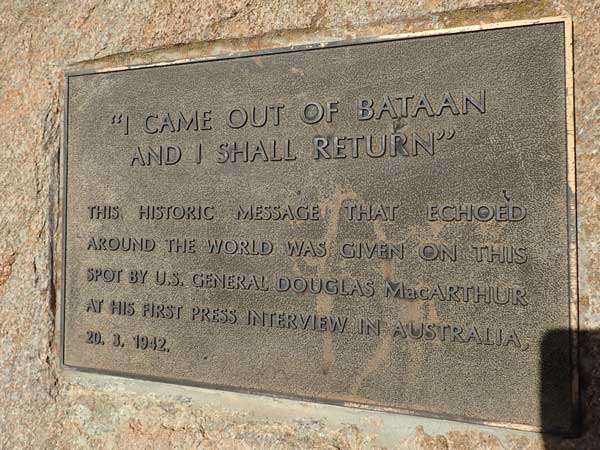 "I CAME OUT OF BATAAN
AND I SHALL RETURN"
THIS HISTORIC MESSAGE THAT ECHOED
AROUND THE WORLD WAS GIVEN ON THIS
SPOT BY U.S. GENERAL DOUGLAS MacARTHUR
AT HIS FIRST PRESS INTERVIEW IN AUSTRALIA,
20. 3. 1942.